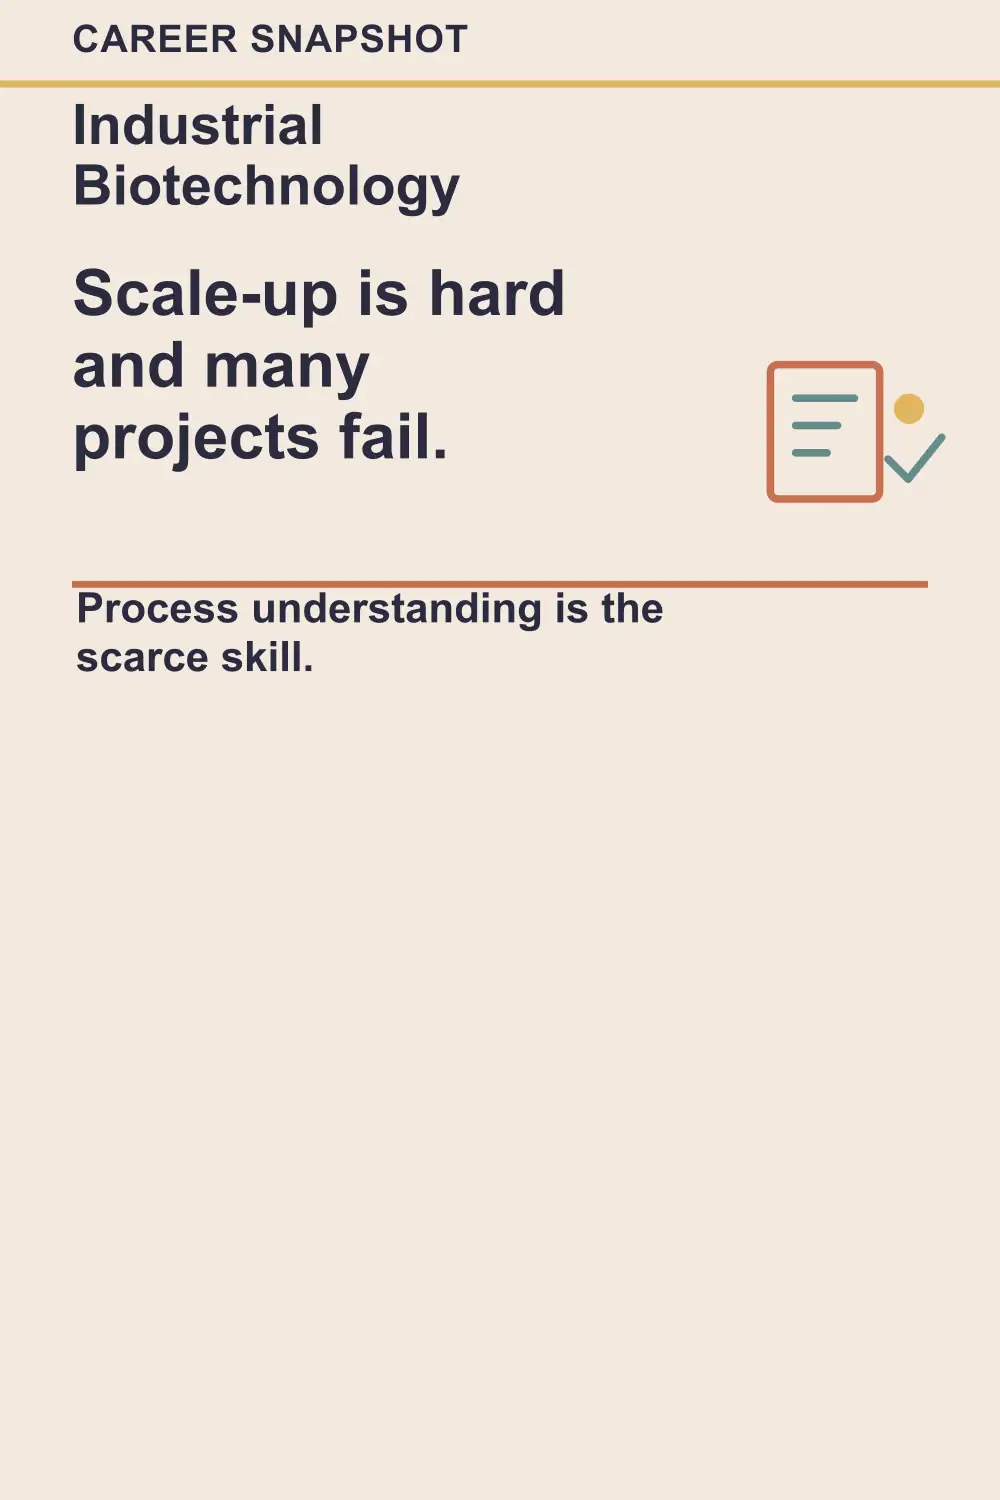 CAREER SNAPSHOT
Industrial
Biotechnology
Scale-up is hard
and many
projects fail.
Process understanding is the
scarce skill.